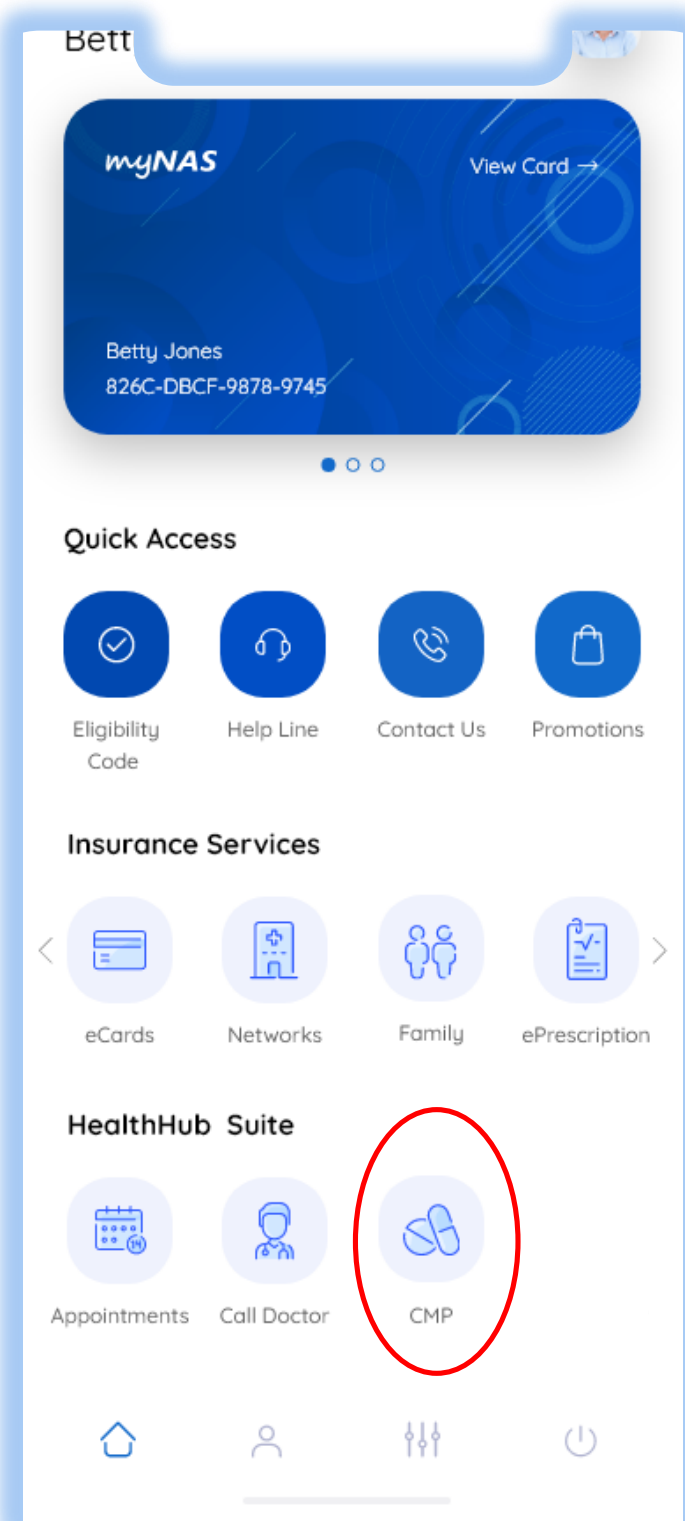 Bett
myNAS
View Card →
Betty Jones
826C-DBCF-9878-9745
Quick Access
Eligibility Code
Help Line
Contact Us
Promotions
Insurance Services
eCards
Networks
Family
ePrescription
HealthHub Suite
14
Appointments
Call Doctor
CMP